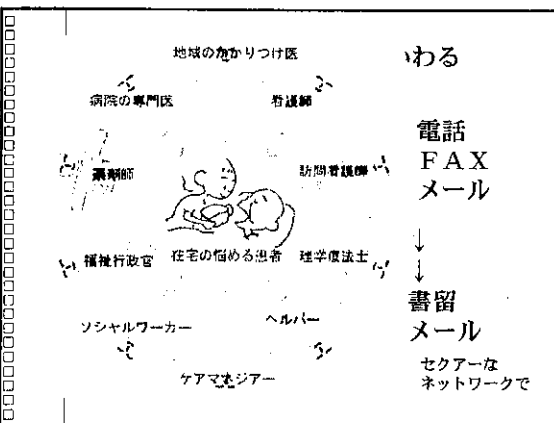 地域のかかりつけ医
いわる
病院の専門医
看護師
電話
FAX
メール
薬剤師
訪問看護師
福祉行政官
在宅の悩める患者
理学療法士
↓
↓
書留
メール
ソシャルワーカー
ヘルパー
セクアーな
ネットワークで
ケアマネジアー